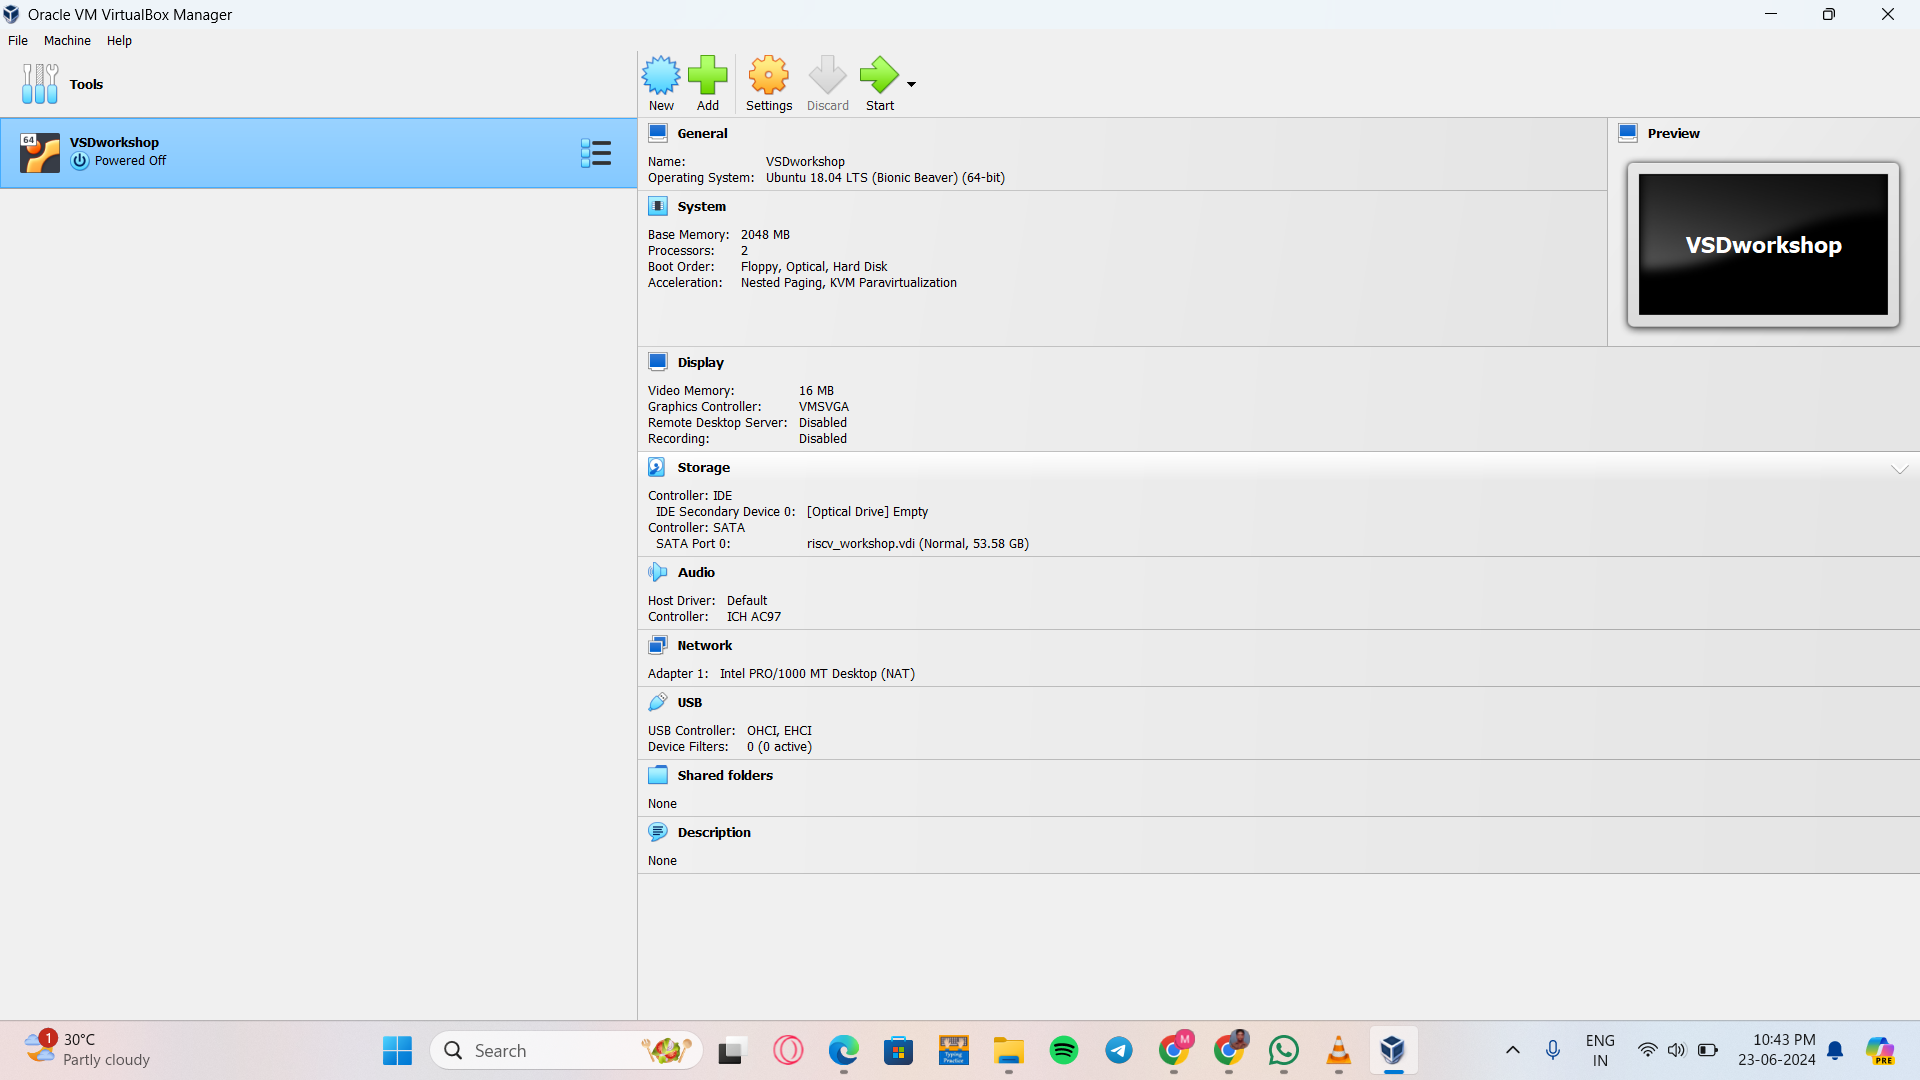 Oracle VM VirtualBox Manager
File Machine Help
Tools
New Add Settings Discard Start
64
VSDworkshop
Powered Off
General
Name: VSDworkshop
Operating System: Ubuntu 18.04 LTS (Bionic Beaver) (64-bit)
Preview
VSDworkshop
System
Base Memory: 2048 MB
Processors: 2
Boot Order: Floppy, Optical, Hard Disk
Acceleration: Nested Paging, KVM Paravirtualization
Display
Video Memory: 16 MB
Graphics Controller: VMSVGA
Remote Desktop Server: Disabled
Recording: Disabled
Storage
Controller: IDE
IDE Secondary Device 0: [Optical Drive] Empty
Controller: SATA
SATA Port 0: riscv_workshop.vdi (Normal, 53.58 GB)
Audio
Host Driver: Default
Controller: ICH AC97
Network
Adapter 1: Intel PRO/1000 MT Desktop (NAT)
USB
USB Controller: OHCI, EHCI
Device Filters: 0 (0 active)
Shared folders
None
Description
None
1
30°C
Partly cloudy
Search
Typing
Practice
M
ENG
IN
10:43 PM
23-06-2024
PRE